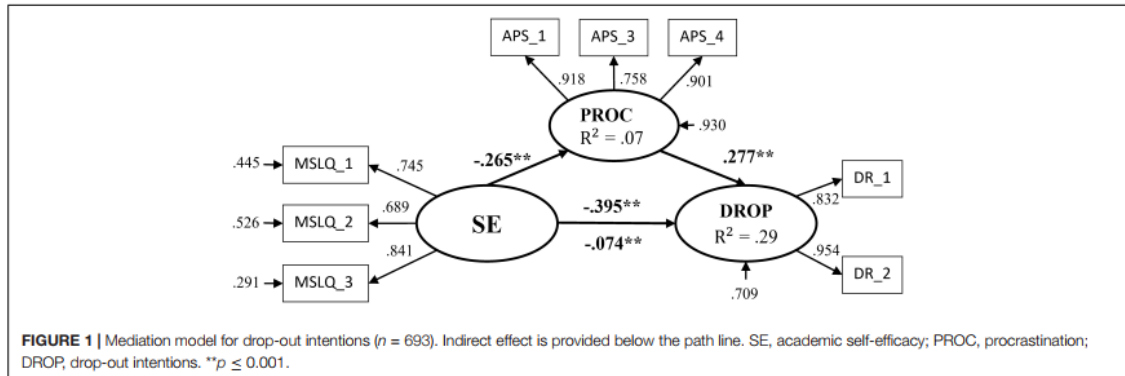 APS_1 APS_3 APS_4
.918 .758 .901
PROC
R² = .07
.930
-.265**
.277**
.445 MSLQ_1 .745
DR_1
.832
.526 MSLQ_2 .689
SE
-.395**
-.074**
DROP
R² = .29
.841
.954
.291 MSLQ_3
DR_2
.709
FIGURE 1 | Mediation model for drop-out intentions (n = 693). Indirect effect is provided below the path line. SE, academic self-efficacy; PROC, procrastination;
DROP, drop-out intentions. **p ≤ 0.001.